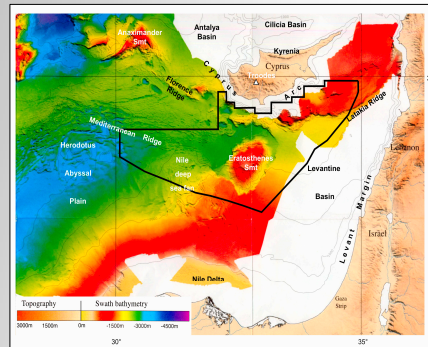 Antalya
Basin
Cilicia Basin
Anaximander
Smt
Kyrenia
Cyprus
Troodos
Cyprus Arc
Florence
Ridge
Latakia Ridge
Mediterranean Ridge
Herodotus
Abyssal
Plain
Nile
deep
sea fan
Eratosthenes
Smt
Levantine
Basin
Lebanon
Levant Margin
Israel
Nile Delta
Gaza
Strip
Topography
Swath bathymetry
3000m 1500m 0m -1500m -3000m -4500m
30° 35°